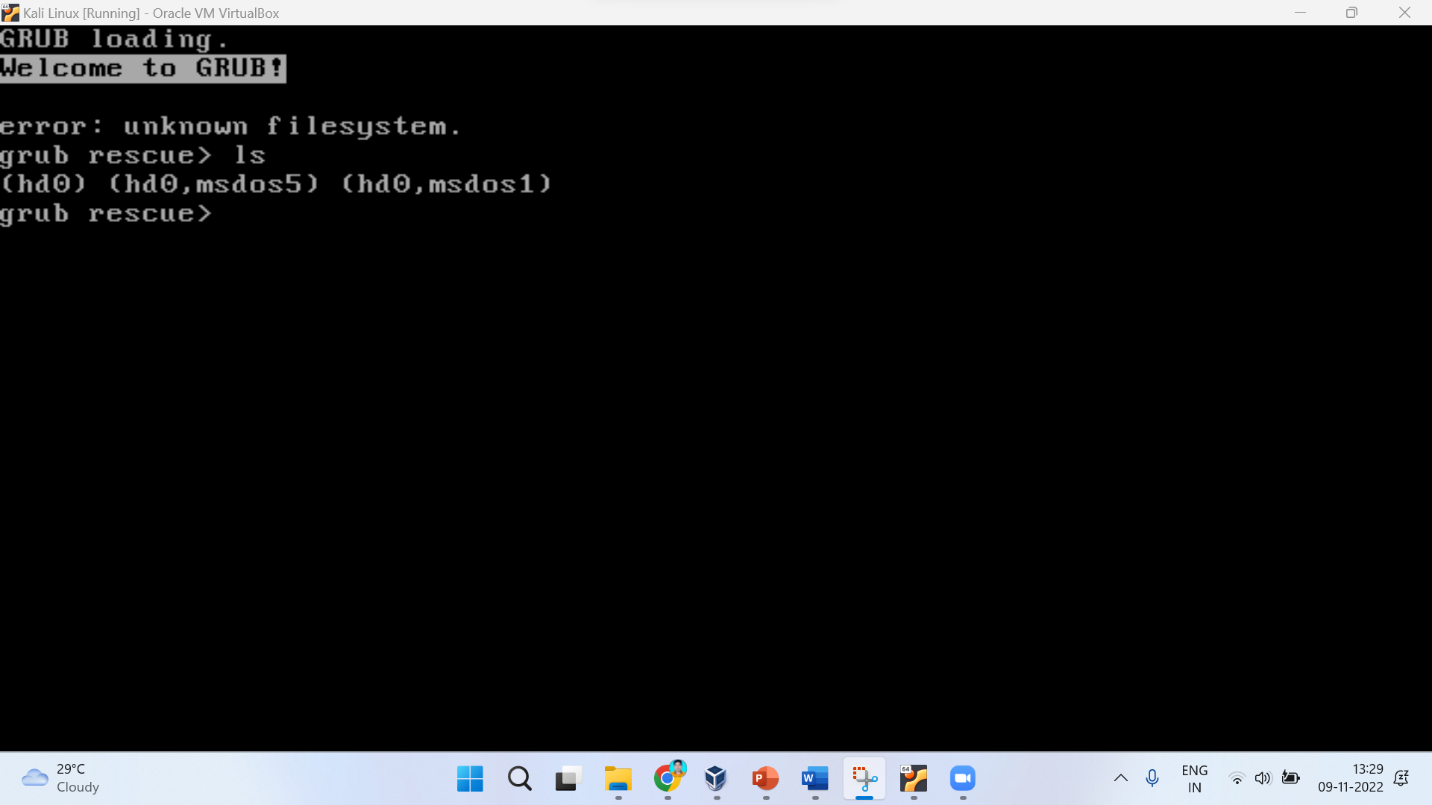 Kali Linux [Running] - Oracle VM VirtualBox
GRUB loading.
Welcome to GRUB!
error: unknown filesystem.
grub rescue> ls
(hd0) (hd0,msdos5) (hd0,msdos1)
grub rescue>
29°C
Cloudy
64
ENG
IN
13:29
09-11-2022